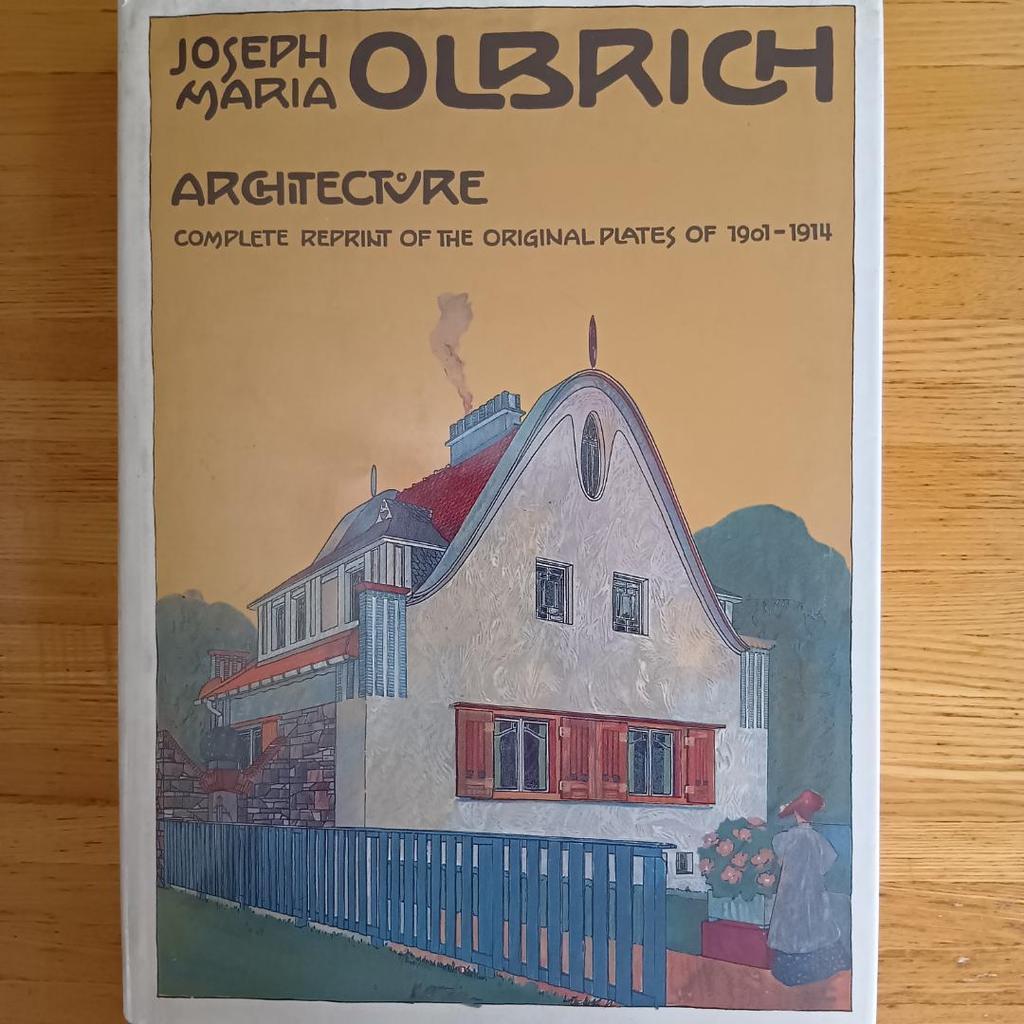 JOSEPH MARIA OLBRICH
ARCHITECTURE
COMPLETE REPRINT OF THE ORIGINAL PLATES OF 1901-1914